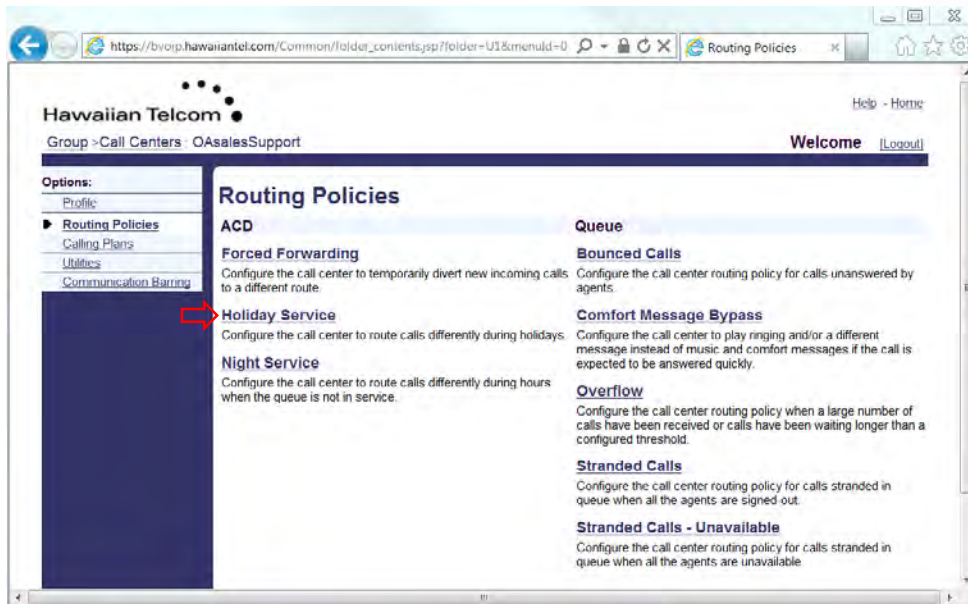 https://bvoip.hawaiiantel.com/Common/folder_contents.jsp?folder=U1&menuId=0
Routing Policies
Hawaiian Telcom
Help - Home
Group >Call Centers : OAsalesSupport
Welcome [Logout]
Options:
Profile
Routing Policies
Calling Plans
Utilities
Communication Barring
Routing Policies
ACD
Forced Forwarding
Configure the call center to temporarily divert new incoming calls
to a different route.
Holiday Service
Configure the call center to route calls differently during holidays.
Night Service
Configure the call center to route calls differently during hours
when the queue is not in service.
Queue
Bounced Calls
Configure the call center routing policy for calls unanswered by
agents.
Comfort Message Bypass
Configure the call center to play ringing and/or a different
message instead of music and comfort messages if the call is
expected to be answered quickly.
Overflow
Configure the call center routing policy when a large number of
calls have been received or calls have been waiting longer than a
configured threshold.
Stranded Calls
Configure the call center routing policy for calls stranded in
queue when all the agents are signed out.
Stranded Calls - Unavailable
Configure the call center routing policy for calls stranded in
queue when all the agents are unavailable